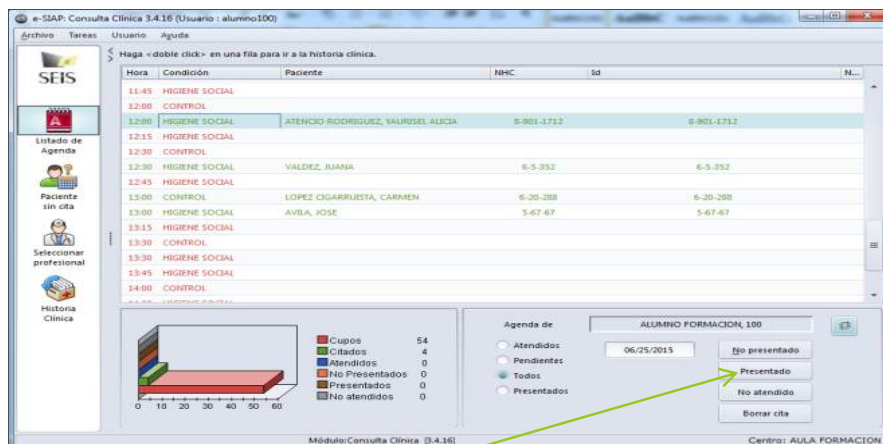 e-SIAP: Consulta Clínica 3.4.16 (Usuario : alumno100)
Archivo Tareas Usuario Ayuda
SEIS
Listado de Agenda
Paciente sin cita
Seleccionar profesional
Historia Clínica
Haga <doble click> en una fila para ir a la historia clínica.
Hora Condición Paciente NHC Id N...
11:45 HIGIENE SOCIAL
12:00 CONTROL
12:00 HIGIENE SOCIAL ATENCIO RODRIGUEZ, YAURISEL ALICIA 8-901-1712 8-901-1712
12:15 HIGIENE SOCIAL
12:30 CONTROL
12:30 HIGIENE SOCIAL VALDEZ, JUANA 6-5-352 6-5-352
12:45 HIGIENE SOCIAL
13:00 CONTROL LOPEZ CIGARRUISTA, CARMEN 6-20-288 6-20-288
13:00 HIGIENE SOCIAL AVILA, JOSE 5-67-67 5-67-67
13:15 HIGIENE SOCIAL
13:30 CONTROL
13:30 HIGIENE SOCIAL
13:45 HIGIENE SOCIAL
14:00 CONTROL
0 10 20 30 40 50 60
Cupos 54
Citados 4
Atendidos 0
No Presentados 0
Presentados 0
No atendidos 0
Agenda de ALUMNO FORMACION, 100
Atendidos
Pendientes
Todos
Presentados
06/25/2015
No presentado
Presentado
No atendido
Borrar cita
Módulo:Consulta Clínica (3.4.16)
Centro: AULA FORMACION